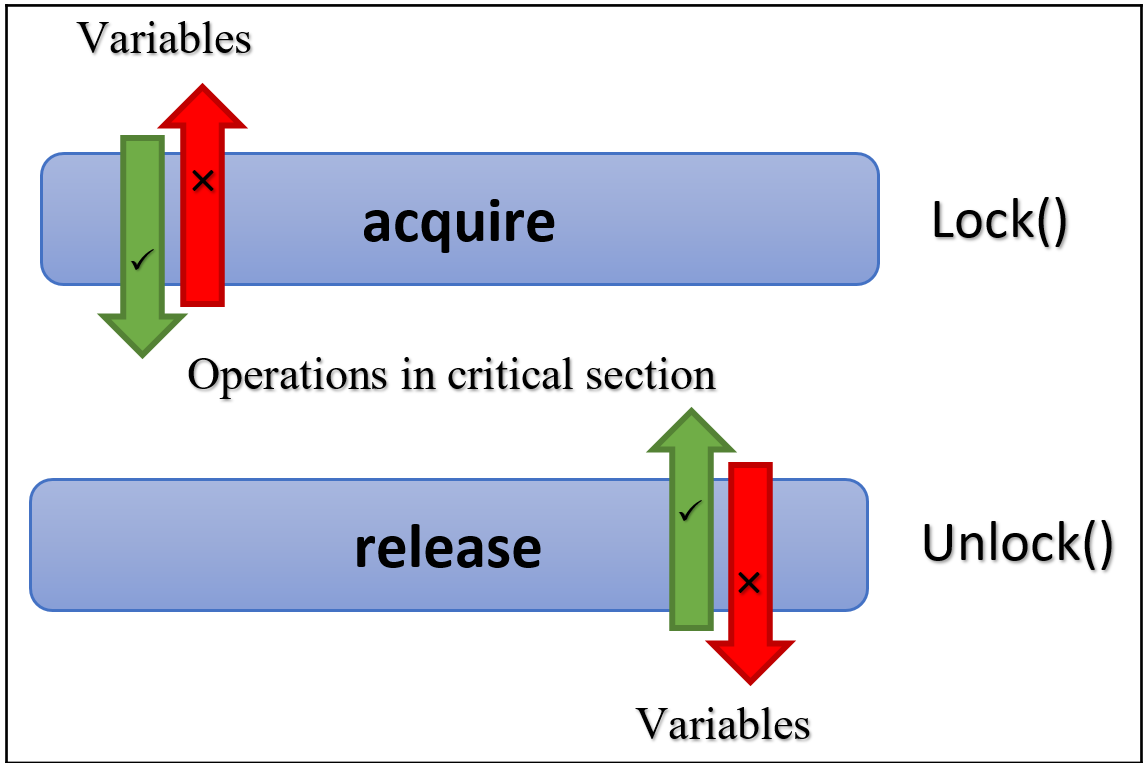 Variables
✕
acquire
Lock()
✓
Operations in critical section
✓
release
Unlock()
✕
Variables